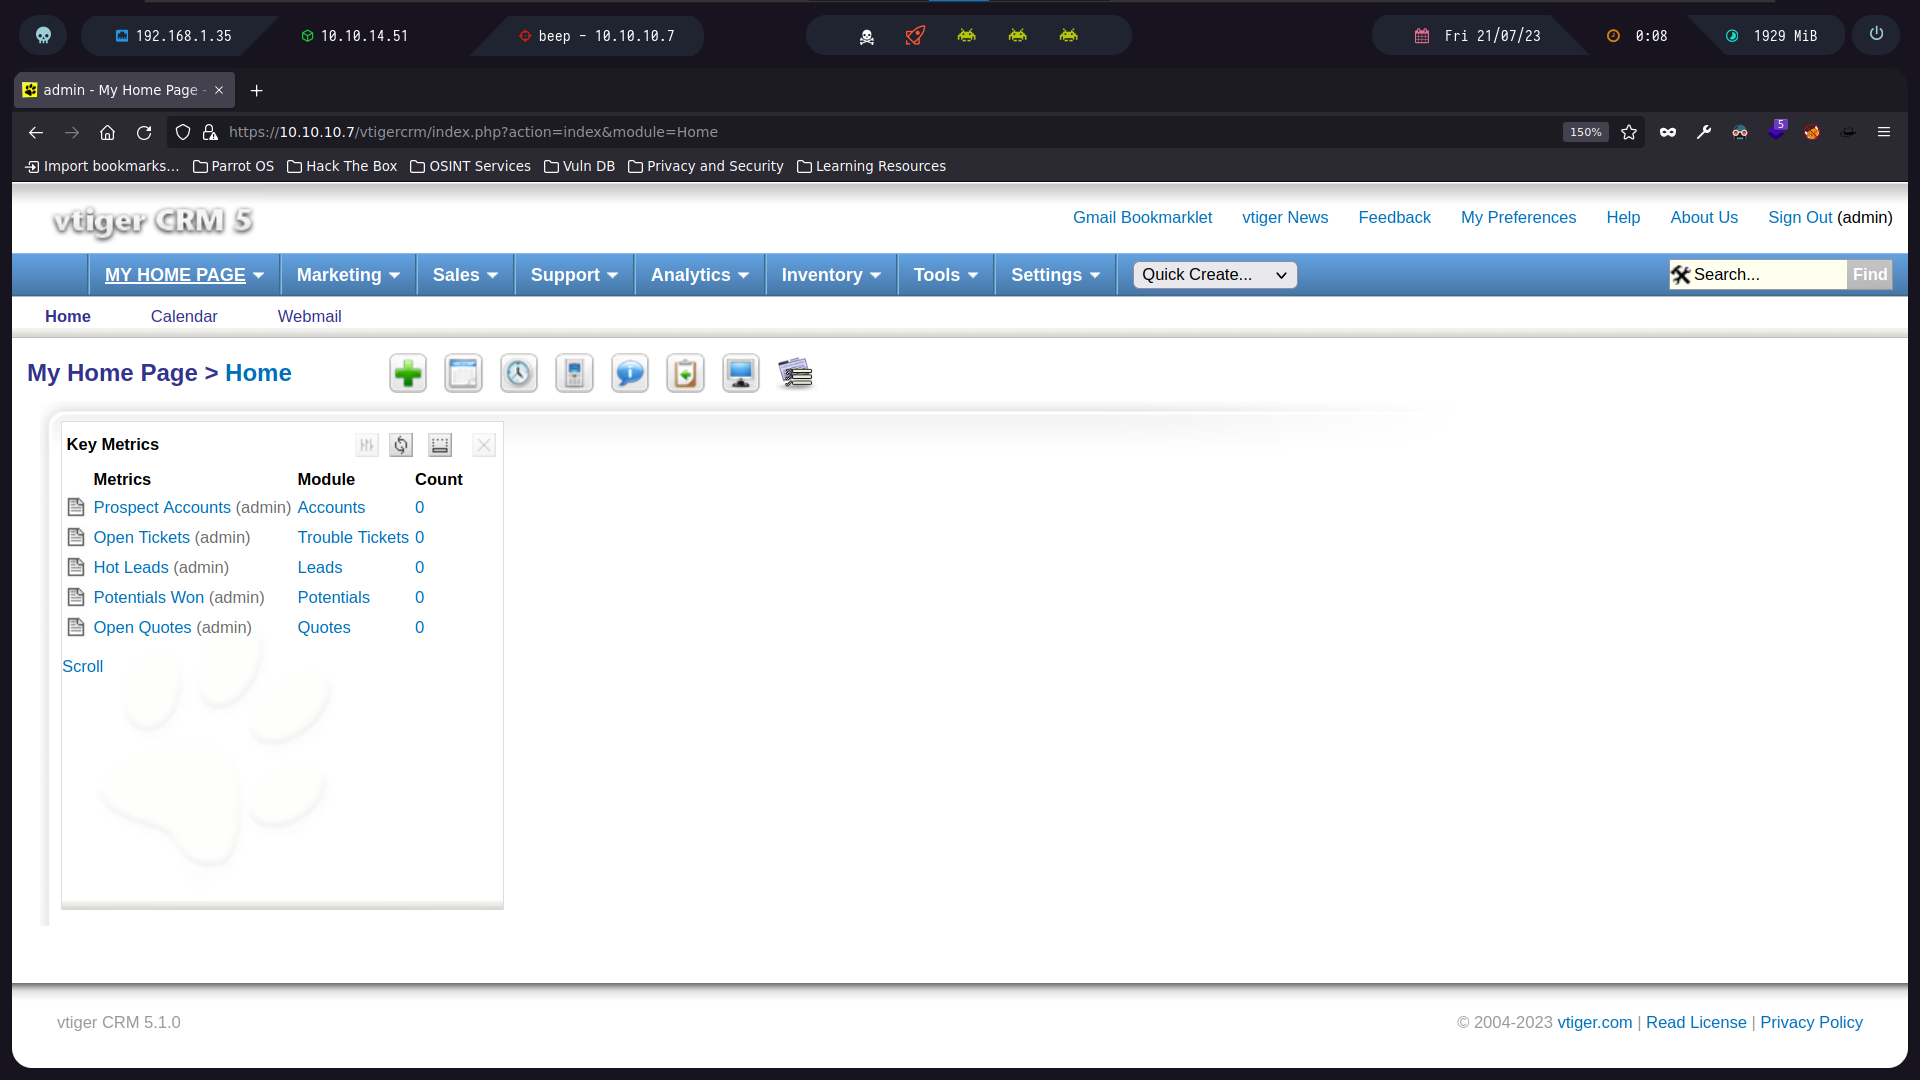 192.168.1.35 10.10.14.51 beep - 10.10.10.7 Fri 21/07/23 0:08 1929 MiB
admin - My Home Page -
https://10.10.10.7/vtigercrm/index.php?action=index&module=Home 150% 5
Import bookmarks... Parrot OS Hack The Box OSINT Services Vuln DB Privacy and Security Learning Resources
vtiger CRM 5 Gmail Bookmarklet vtiger News Feedback My Preferences Help About Us Sign Out (admin)
MY HOME PAGE Marketing Sales Support Analytics Inventory Tools Settings Quick Create... Search... Find
Home Calendar Webmail
My Home Page > Home
Key Metrics
Metrics Module Count
Prospect Accounts (admin) Accounts 0
Open Tickets (admin) Trouble Tickets 0
Hot Leads (admin) Leads 0
Potentials Won (admin) Potentials 0
Open Quotes (admin) Quotes 0
Scroll
vtiger CRM 5.1.0 © 2004-2023 vtiger.com | Read License | Privacy Policy